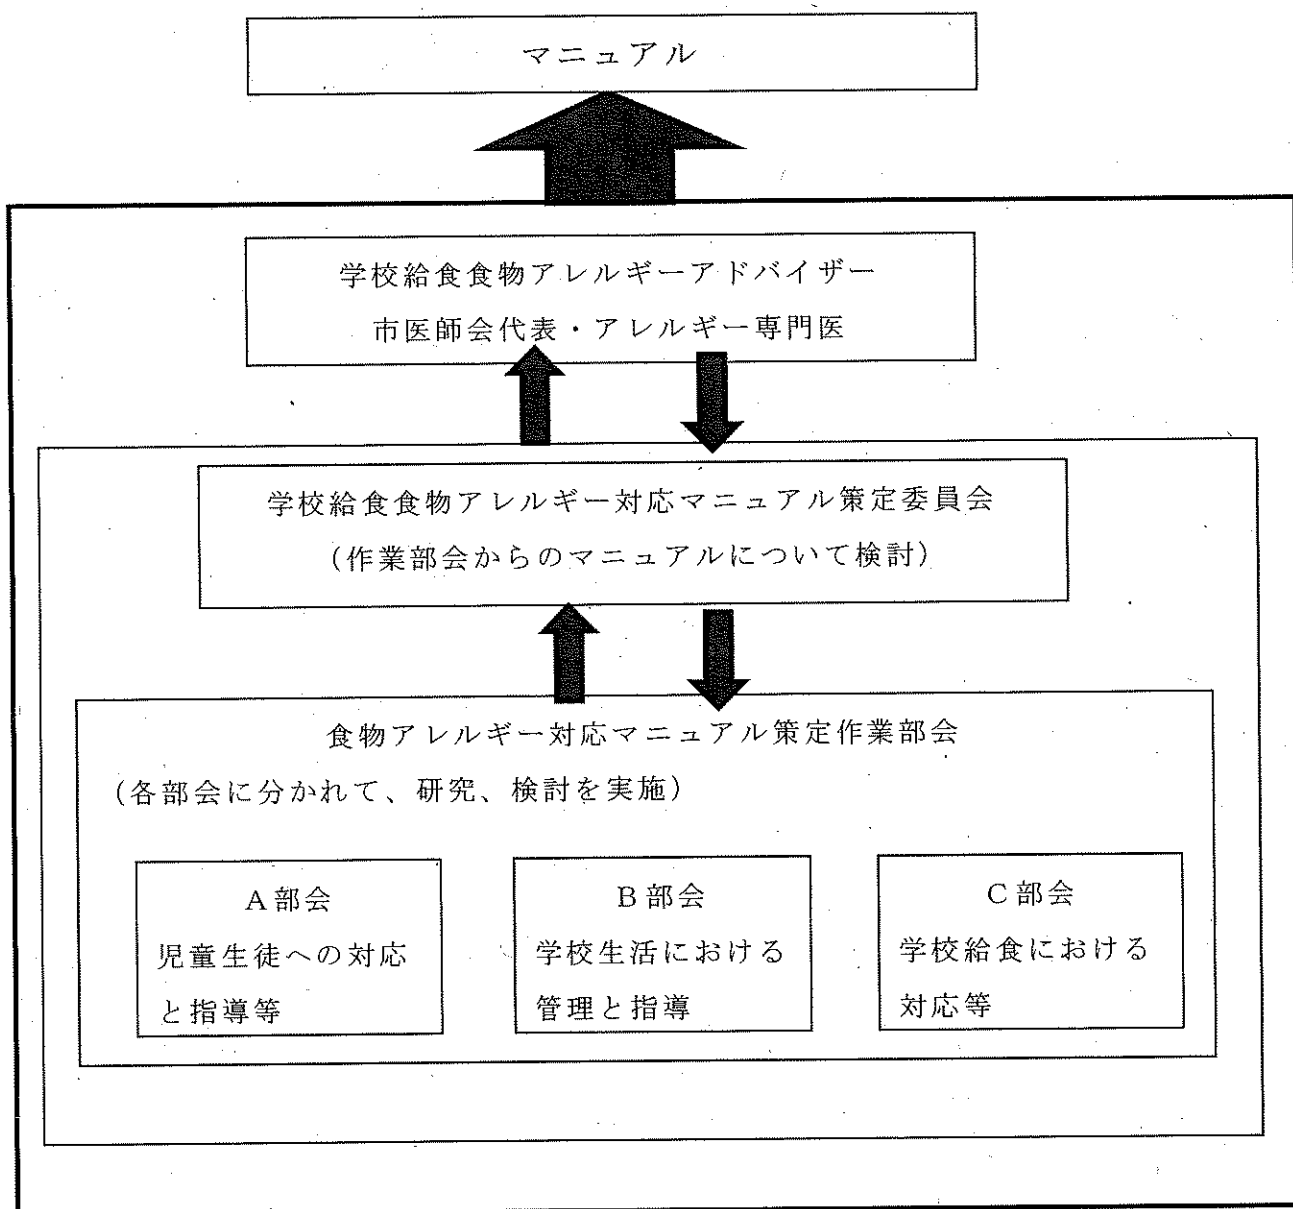 マニュアル
学校給食食物アレルギーアドバイザー
市医師会代表・アレルギー専門医
学校給食食物アレルギー対応マニュアル策定委員会
（作業部会からのマニュアルについて検討）
食物アレルギー対応マニュアル策定作業部会
（各部会に分かれて、研究、検討を実施）
A部会
児童生徒への対応
と指導等
B部会
学校生活における
管理と指導
C部会
学校給食における
対応等